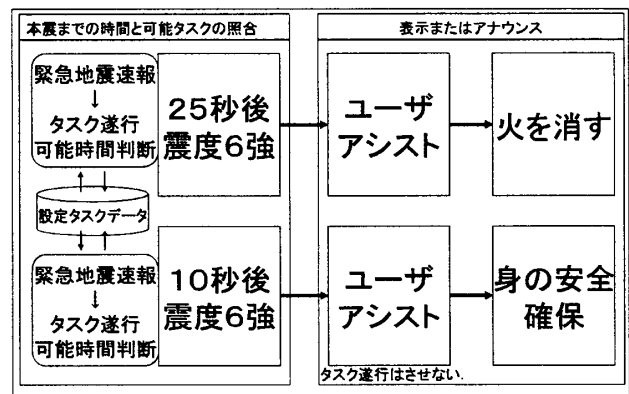 本震までの時間と可能タスクの照合
表示またはアナウンス
緊急地震速報
↓
タスク遂行
可能時間判断
25秒後
震度6強
ユーザ
アシスト
火を消す
設定タスクデータ
緊急地震速報
↓
タスク遂行
可能時間判断
10秒後
震度6強
ユーザ
アシスト
身の安全
確保
タスク遂行はさせない.